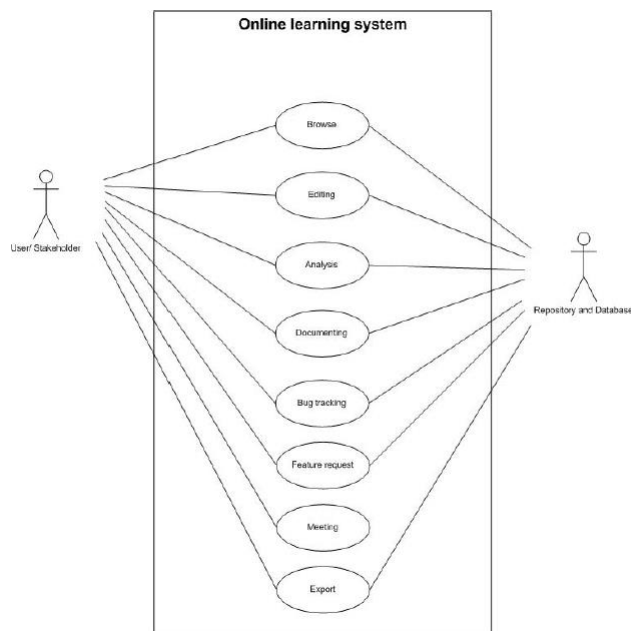 Online learning system
Browse
Editing
User/ Stakeholder
Analysis
Repository and Database
Documenting
Bug tracking
Feature request
Meeting
Export